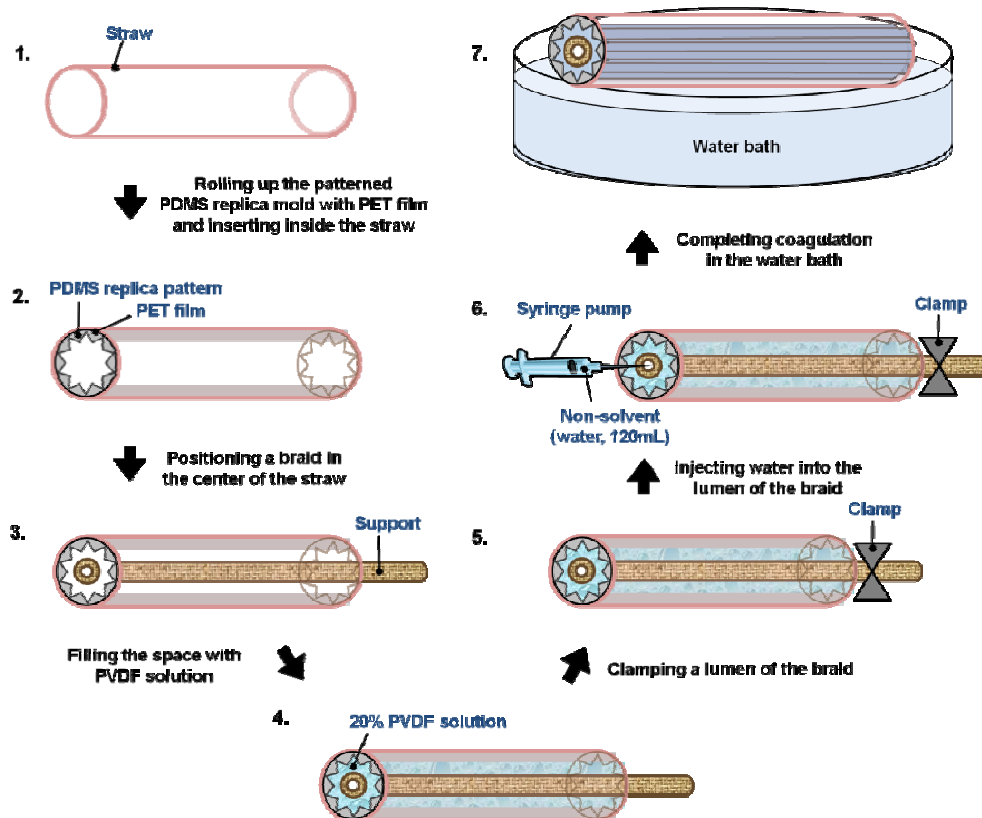 1.
Straw
Rolling up the patterned
PDMS replica mold with PET film
and inserting inside the straw
2.
PDMS replica pattern
PET film
Positioning a braid in
the center of the straw
3.
Support
Filling the space with
PVDF solution
4.
20% PVDF solution
Clamping a lumen of the braid
5.
Clamp
Injecting water into the
lumen of the braid
6.
Syringe pump
Clamp
Non-solvent
(water, 120mL)
Completing coagulation
in the water bath
7.
Water bath